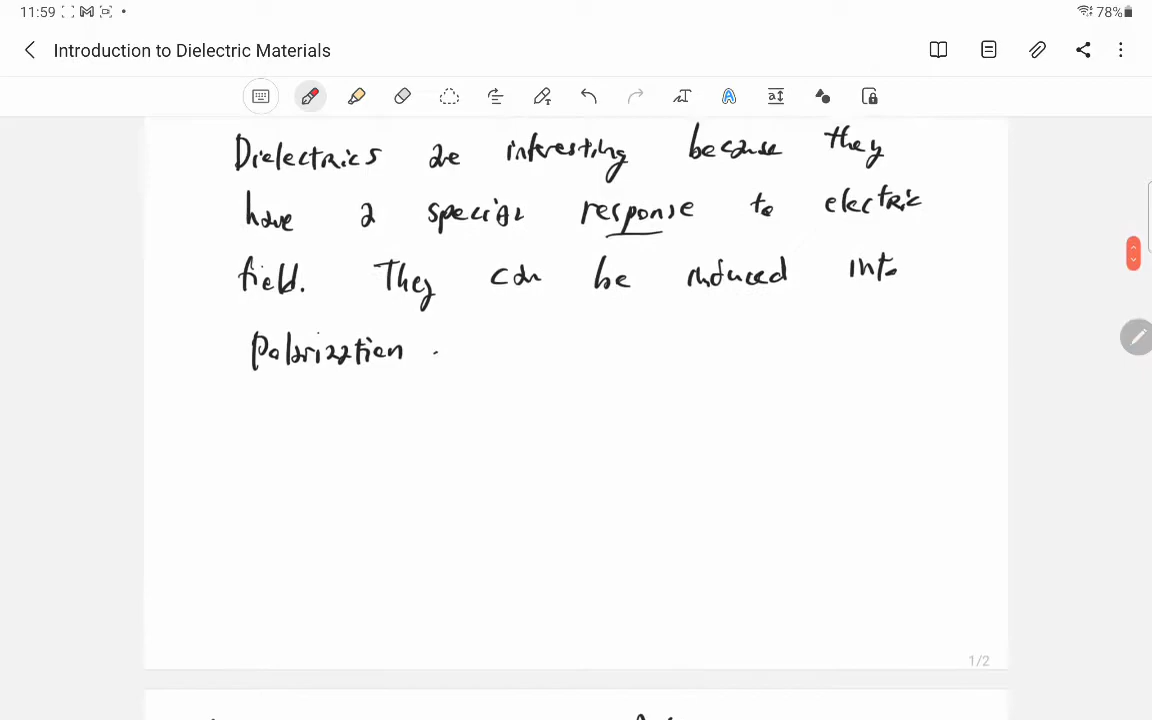 11:59
78%
Introduction to Dielectric Materials
Dielectrics are interesting because they
have a special response to electric
field. They can be induced into
polarization.
1/2